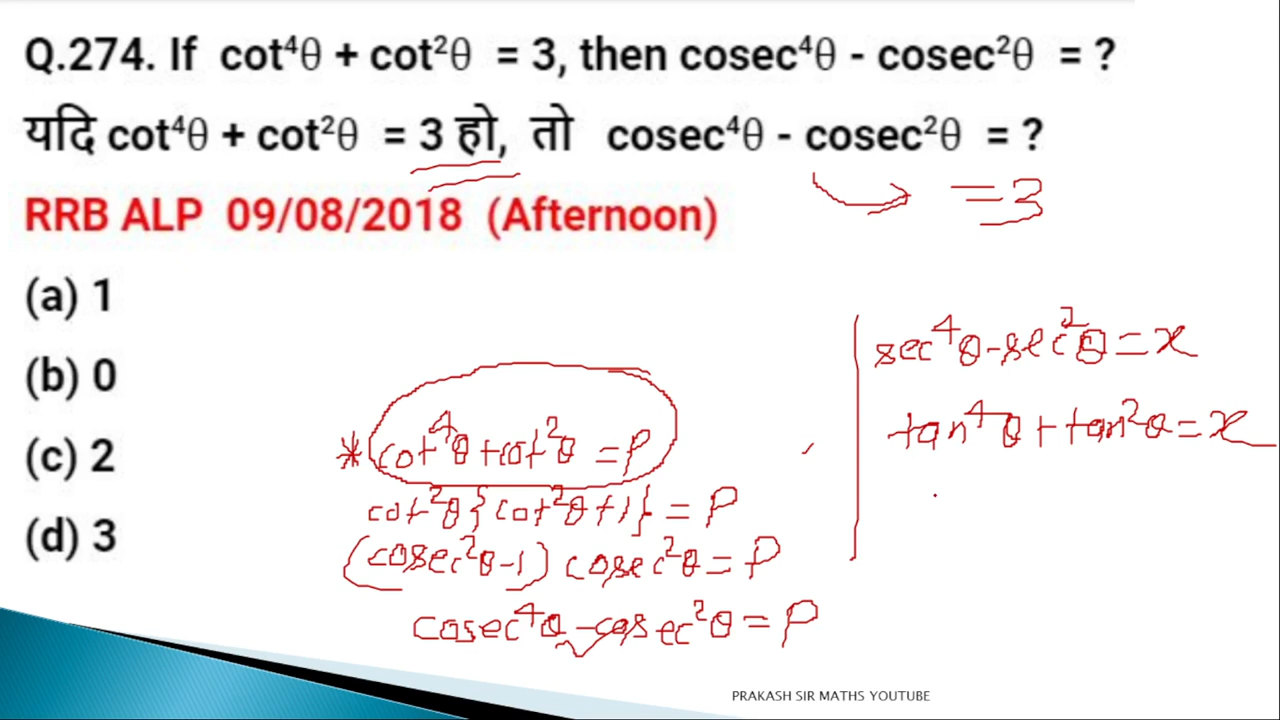 Q.274. If cot⁴θ + cot²θ = 3, then cosec⁴θ - cosec²θ = ?
यदि cot⁴θ + cot²θ = 3 हो, तो cosec⁴θ - cosec²θ = ?
= 3
RRB ALP 09/08/2018 (Afternoon)
(a) 1
(b) 0
(c) 2
(d) 3
* cot⁴θ + cot²θ = P
cot²θ {cot²θ + 1} = P
(cosec²θ - 1) cosec²θ = P
cosec⁴θ - cosec²θ = P
sec⁴θ - sec²θ = x
tan⁴θ + tan²θ = x
PRAKASH SIR MATHS YOUTUBE